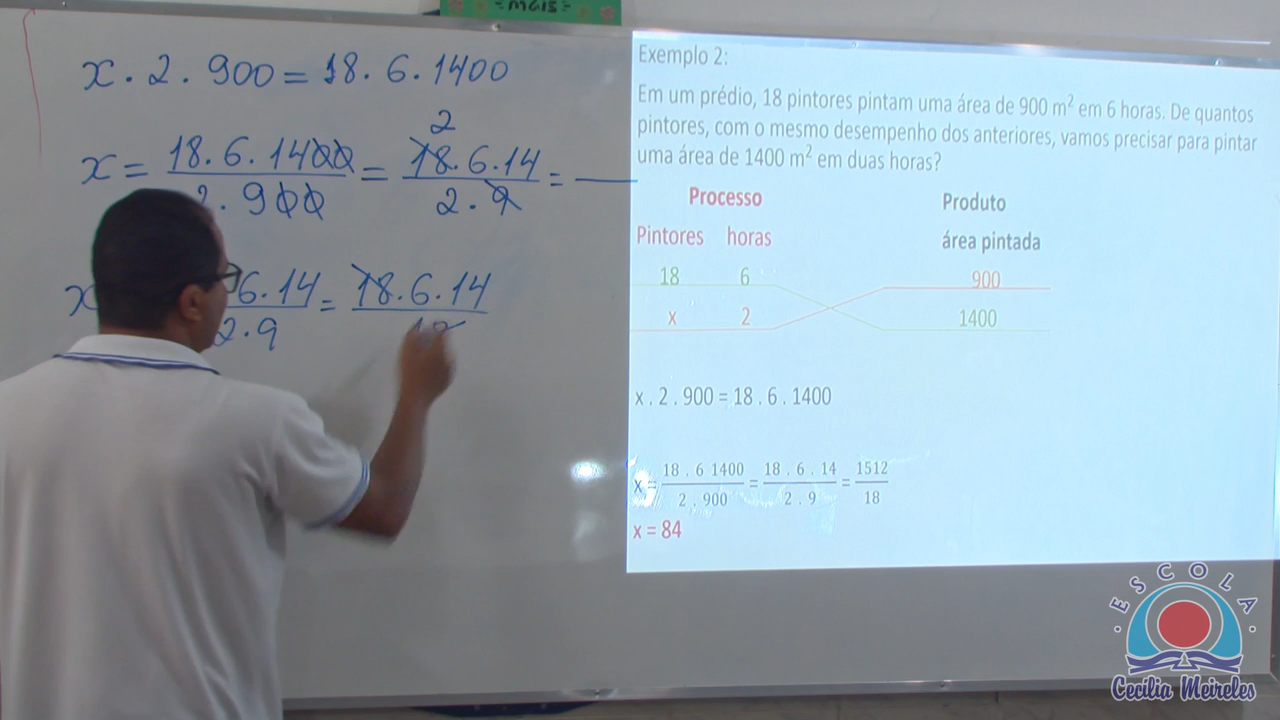 =MAIS=
x . 2 . 900 = 18 . 6 . 1400
x = 18 . 6 . 1400 / 2 . 900 = 18 . 6 . 14 / 2 . 9 =
2
6 . 14 / 2 . 9 = 18 . 6 . 14 / 18
Exemplo 2:
Em um prédio, 18 pintores pintam uma área de 900 m² em 6 horas. De quantos
pintores, com o mesmo desempenho dos anteriores, vamos precisar para pintar
uma área de 1400 m² em duas horas?
Processo Produto
Pintores horas área pintada
18 6 900
x 2 1400
x . 2 . 900 = 18 . 6 . 1400
x = 18 . 6 1400 / 2 . 900 = 18 . 6 . 14 / 2 . 9 = 1512 / 18
x = 84
ESCOLA
Cecília Meireles